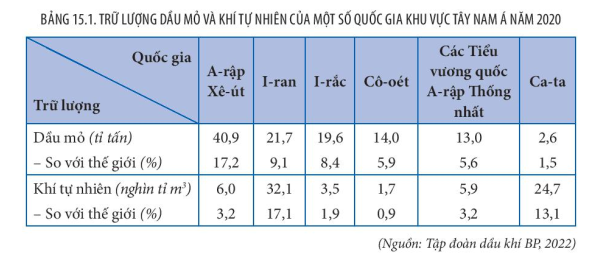 BẢNG 15.1. TRỮ LƯỢNG DẦU MỎ VÀ KHÍ TỰ NHIÊN CỦA MỘT SỐ QUỐC GIA KHU VỰC TÂY NAM Á NĂM 2020
Quốc gia
Trữ lượng
A-rập
Xê-út
I-ran
I-rắc
Cô-oét
Các Tiểu
vương quốc
A-rập Thống
nhất
Ca-ta
Dầu mỏ (tỉ tấn) 40,9 21,7 19,6 14,0 13,0 2,6
– So với thế giới (%) 17,2 9,1 8,4 5,9 5,6 1,5
Khí tự nhiên (nghìn tỉ m³) 6,0 32,1 3,5 1,7 5,9 24,7
– So với thế giới (%) 3,2 17,1 1,9 0,9 3,2 13,1
(Nguồn: Tập đoàn dầu khí BP, 2022)